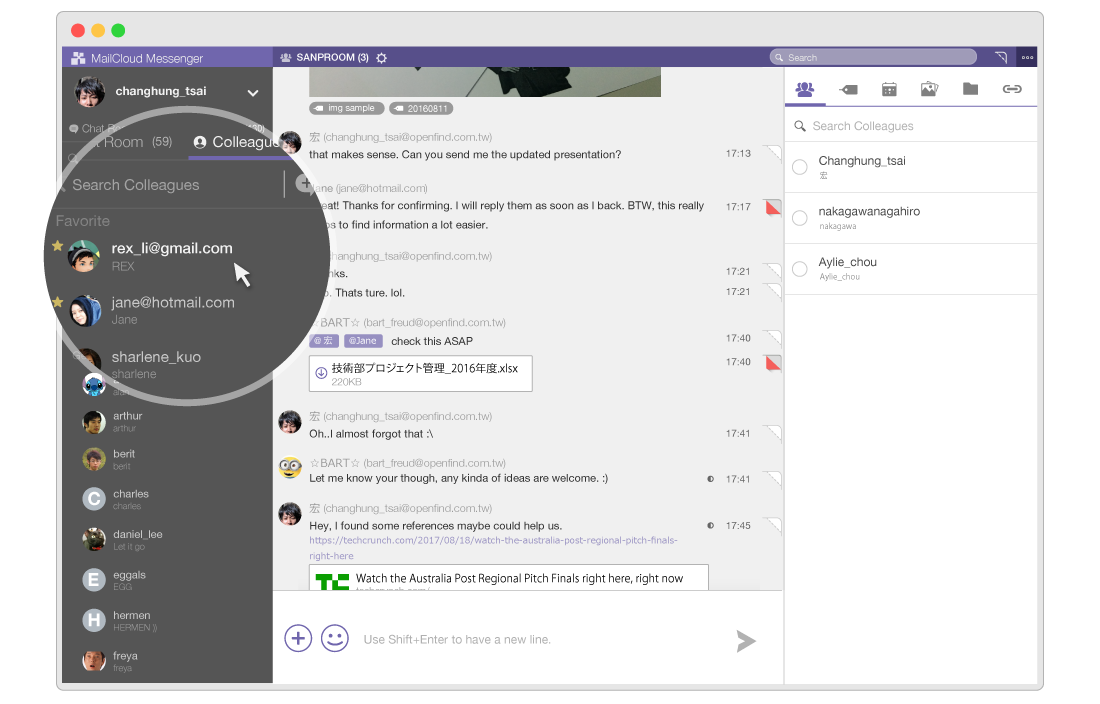 MailCloud Messenger
SANPROOM (3)
Search
changhung_tsai
Chat
Room (59)
Colleagu
Search Colleagues
Favorite
rex_li@gmail.com
REX
jane@hotmail.com
Jane
sharlene_kuo
sharlene
arthur
arthur
berit
berit
C
charles
charles
daniel_lee
Let it go
E
eggals
EGG
H
hermen
HERMEN ))
freya
freya
img sample
20160811
宏 (changhung_tsai@openfind.com.tw)
that makes sense. Can you send me the updated presentation?
17:13
(jane@hotmail.com)
Thanks for confirming. I will reply them as soon as I back. BTW, this really
17:17
to find information a lot easier.
changhung_tsai@openfind.com.tw)
17:21
Thats ture. lol.
17:21
☆BART☆ (bart_freud@openfind.com.tw)
@宏 @Jane check this ASAP
17:40
技術部プロジェクト管理_2016年度.xlsx
17:40
220KB
宏 (changhung_tsai@openfind.com.tw)
Oh..I almost forgot that :\
17:41
☆BART☆ (bart_freud@openfind.com.tw)
Let me know your though, any kinda of ideas are welcome. :)
17:41
宏 (changhung_tsai@openfind.com.tw)
Hey, I found some references maybe could help us.
17:45
https://techcrunch.com/2017/08/18/watch-the-australia-post-regional-pitch-finals-
right-here
Watch the Australia Post Regional Pitch Finals right here, right now
Use Shift+Enter to have a new line.
Search Colleagues
Changhung_tsai
宏
nakagawanagahiro
nakagawa
Aylie_chou
Aylie_chou